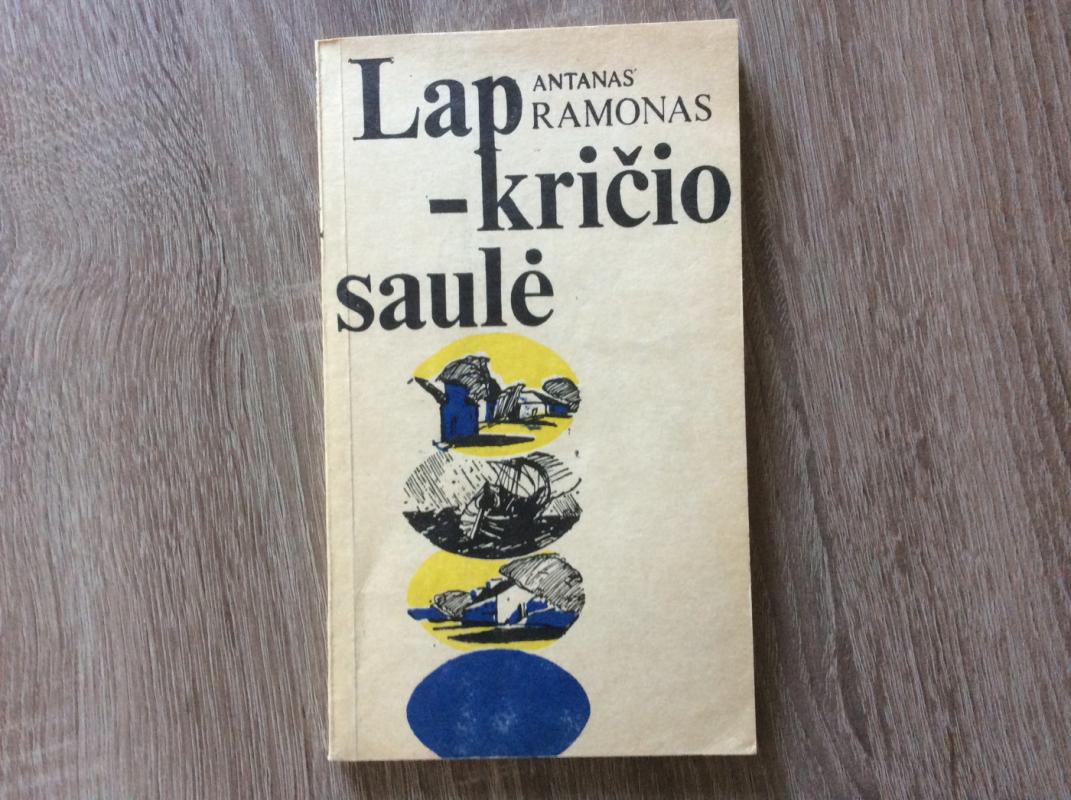 Lap
ANTANAS
RAMONAS
-kričio
saulė